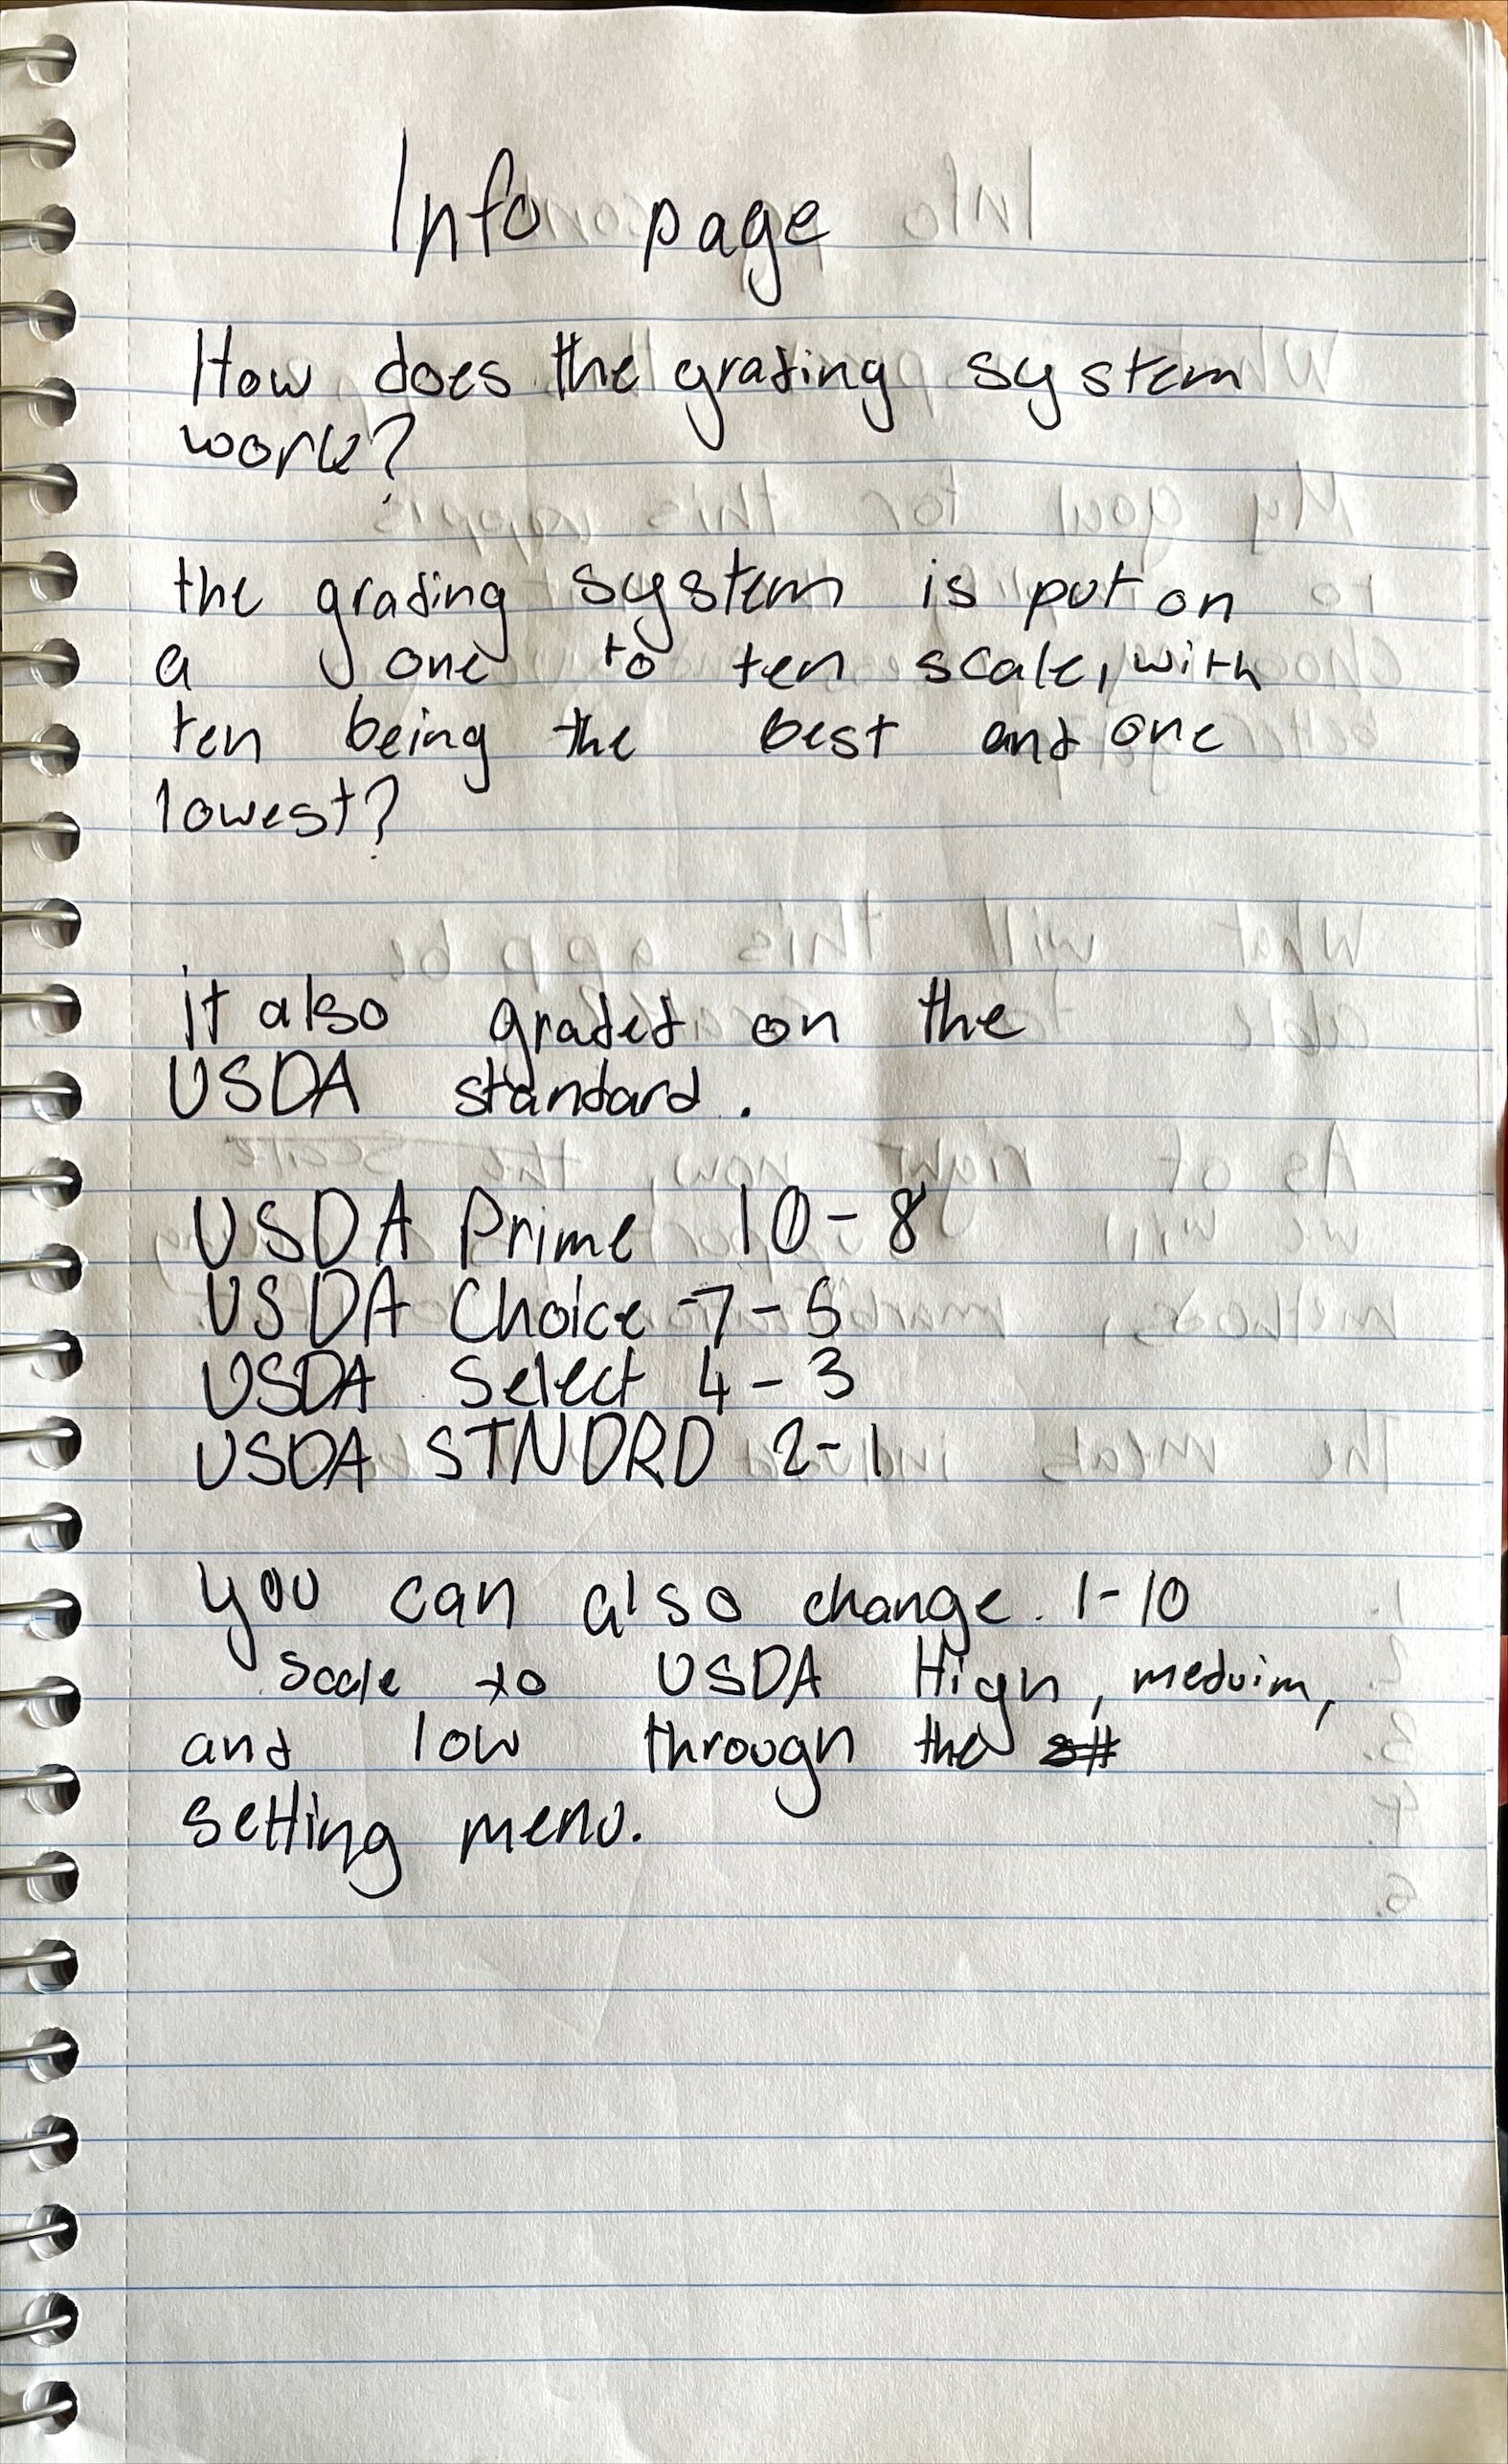 Info page
How does the grading system
work?
the grading system is put on
a one to ten scale, with
ten being the best and one
lowest?
it also graded on the
USDA standard.
USDA Prime 10-8
USDA Choice -7-5
USDA Select 4-3
USDA STNDRD 2-1
you can also change 1-10
scale to USDA High, meduim,
and low through the
setting menu.